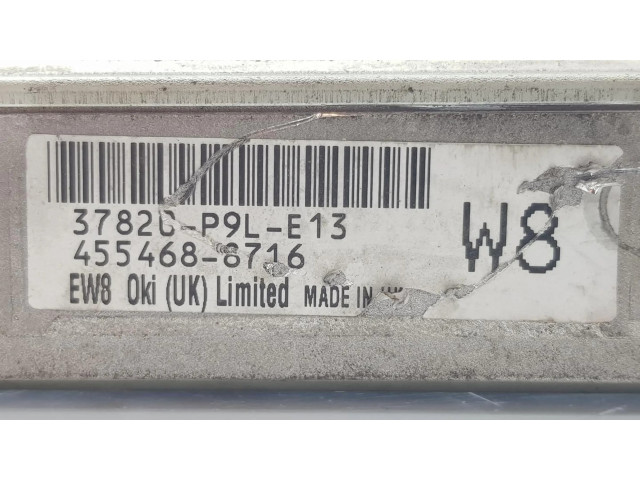 37820-P9L-E13
455468-8716
W8
EW8 Oki (UK) Limited MADE IN